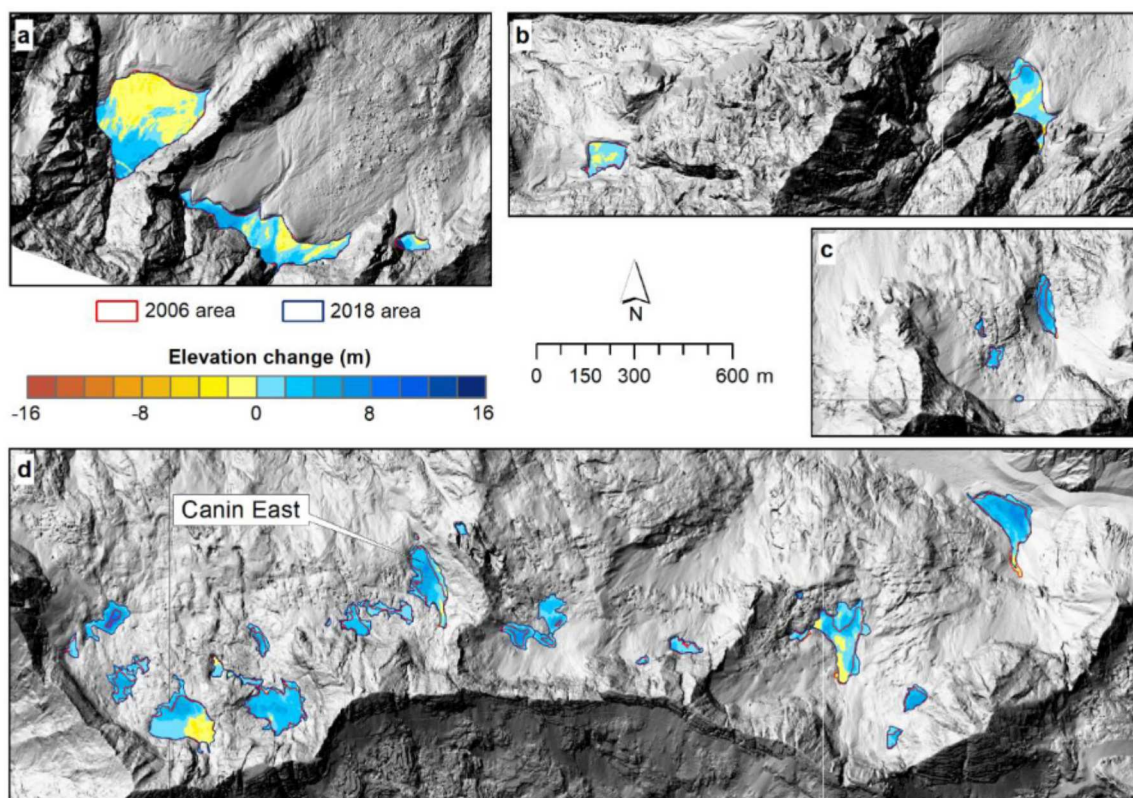 a
b
c
2006 area
2018 area
N
Elevation change (m)
-16
-8
0
8
16
0
150
300
600 m
d
Canin East